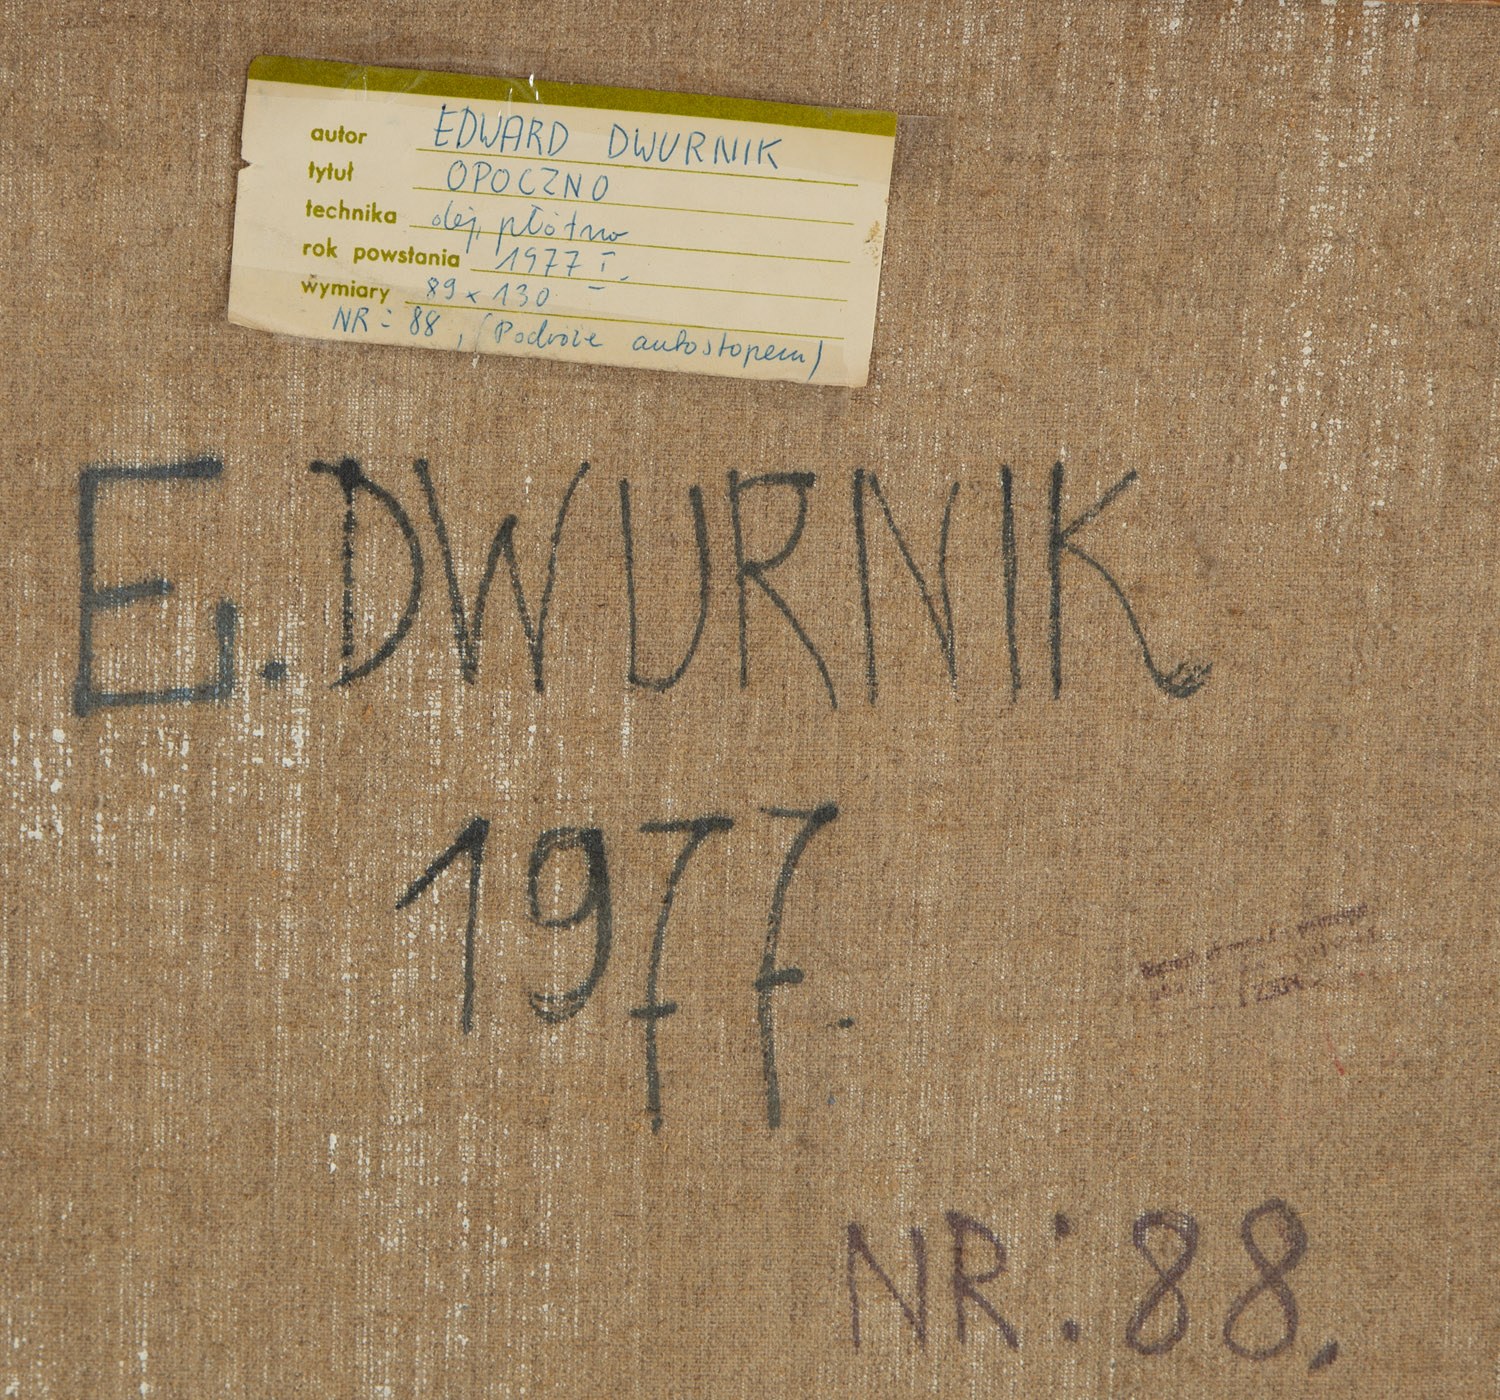 autor EDWARD DWURNIK
tytuł OPOCZNO
technika olej, płótno
rok powstania 1977 I.
wymiary 89 x 130
NR: 88, (Podróże autostopem)
E. DWURNIK
1977.
NR: 88.